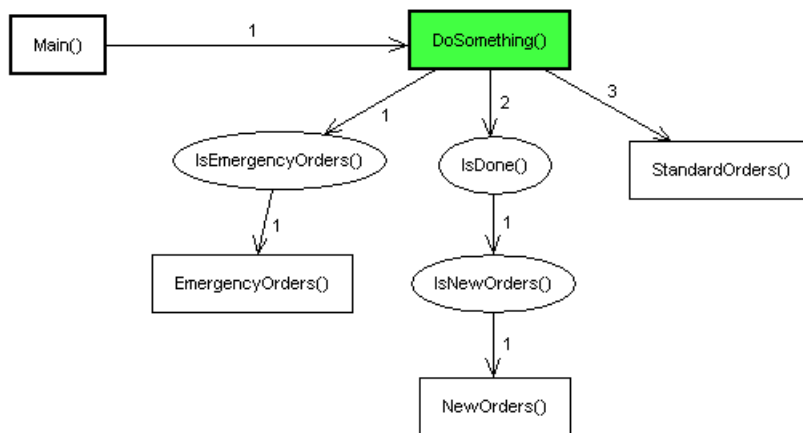 1
Main()
DoSomething()
1
2
3
IsEmergencyOrders()
IsDone()
StandardOrders()
1
1
EmergencyOrders()
IsNewOrders()
1
NewOrders()